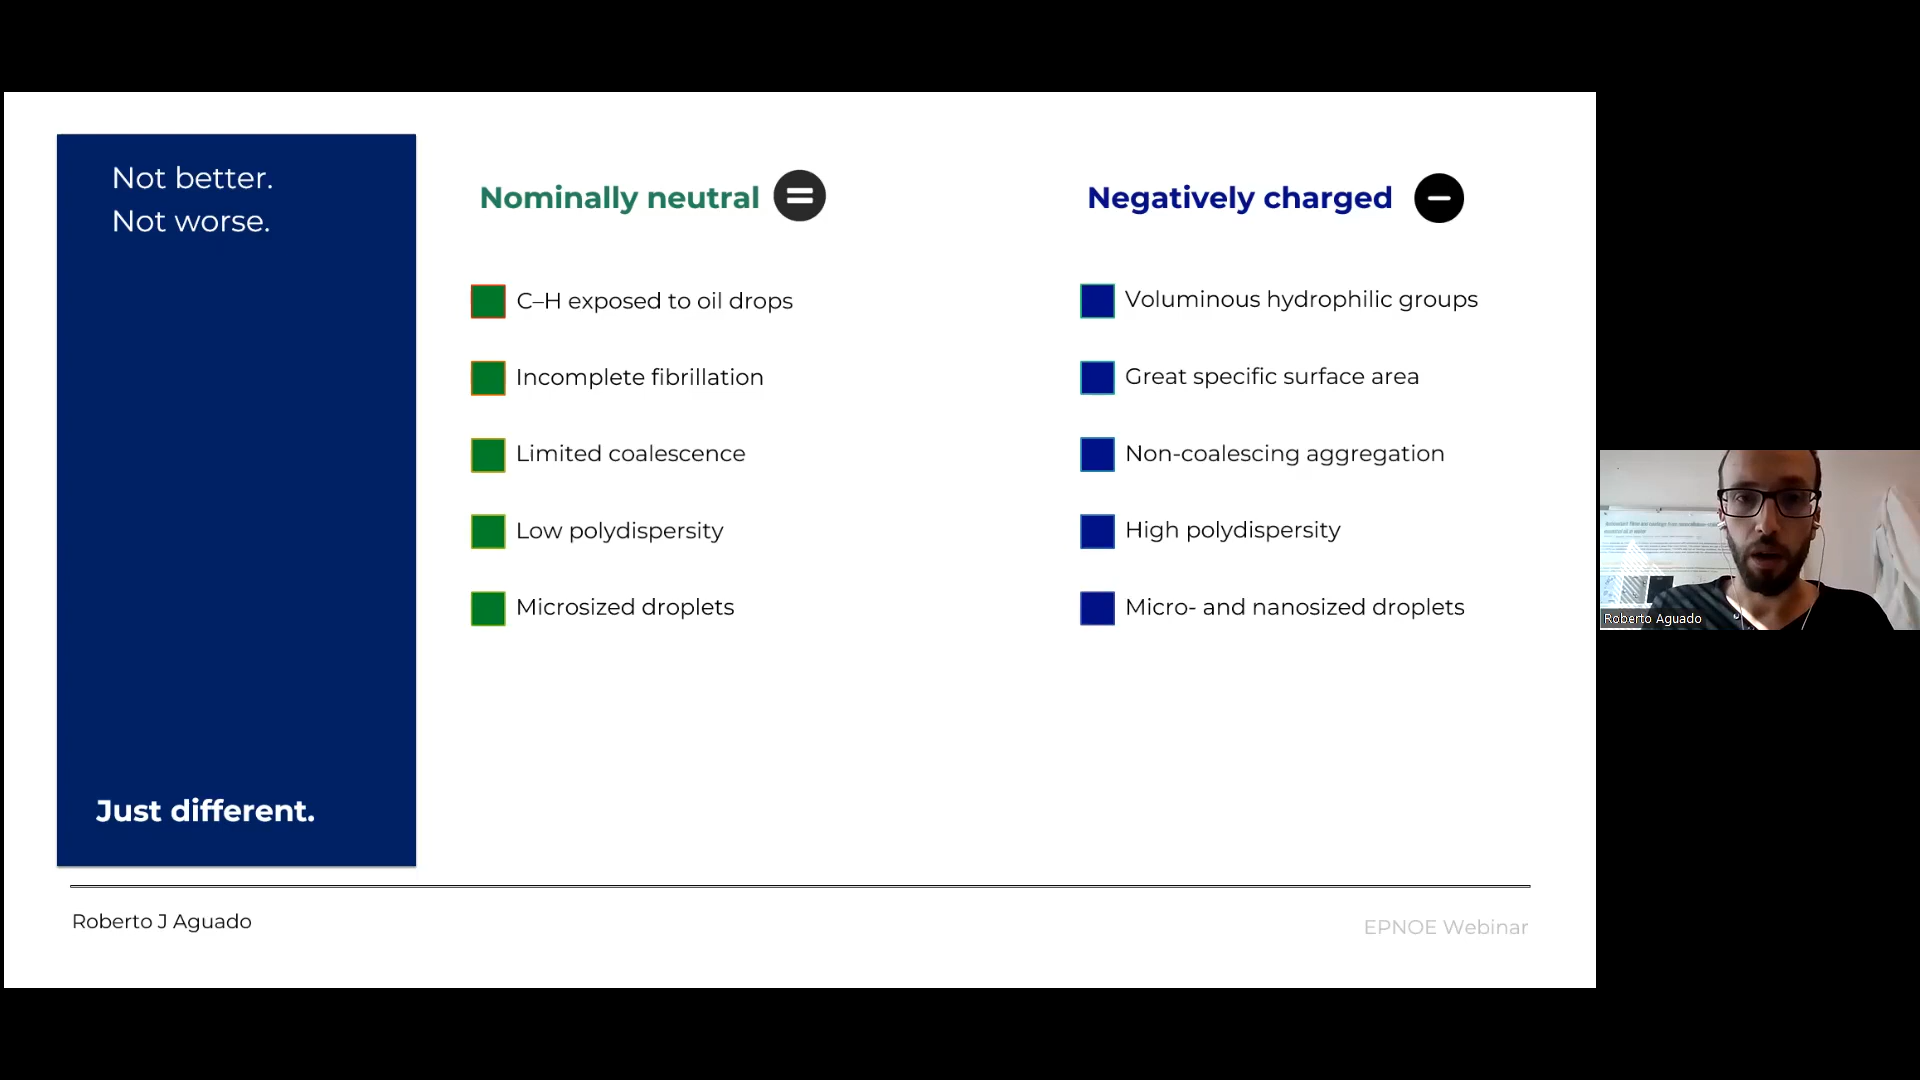 Not better.
Not worse.
Just different.
Nominally neutral
C–H exposed to oil drops
Incomplete fibrillation
Limited coalescence
Low polydispersity
Microsized droplets
Negatively charged
Voluminous hydrophilic groups
Great specific surface area
Non-coalescing aggregation
High polydispersity
Micro- and nanosized droplets
Roberto J Aguado
EPNOE Webinar
Roberto Aguado